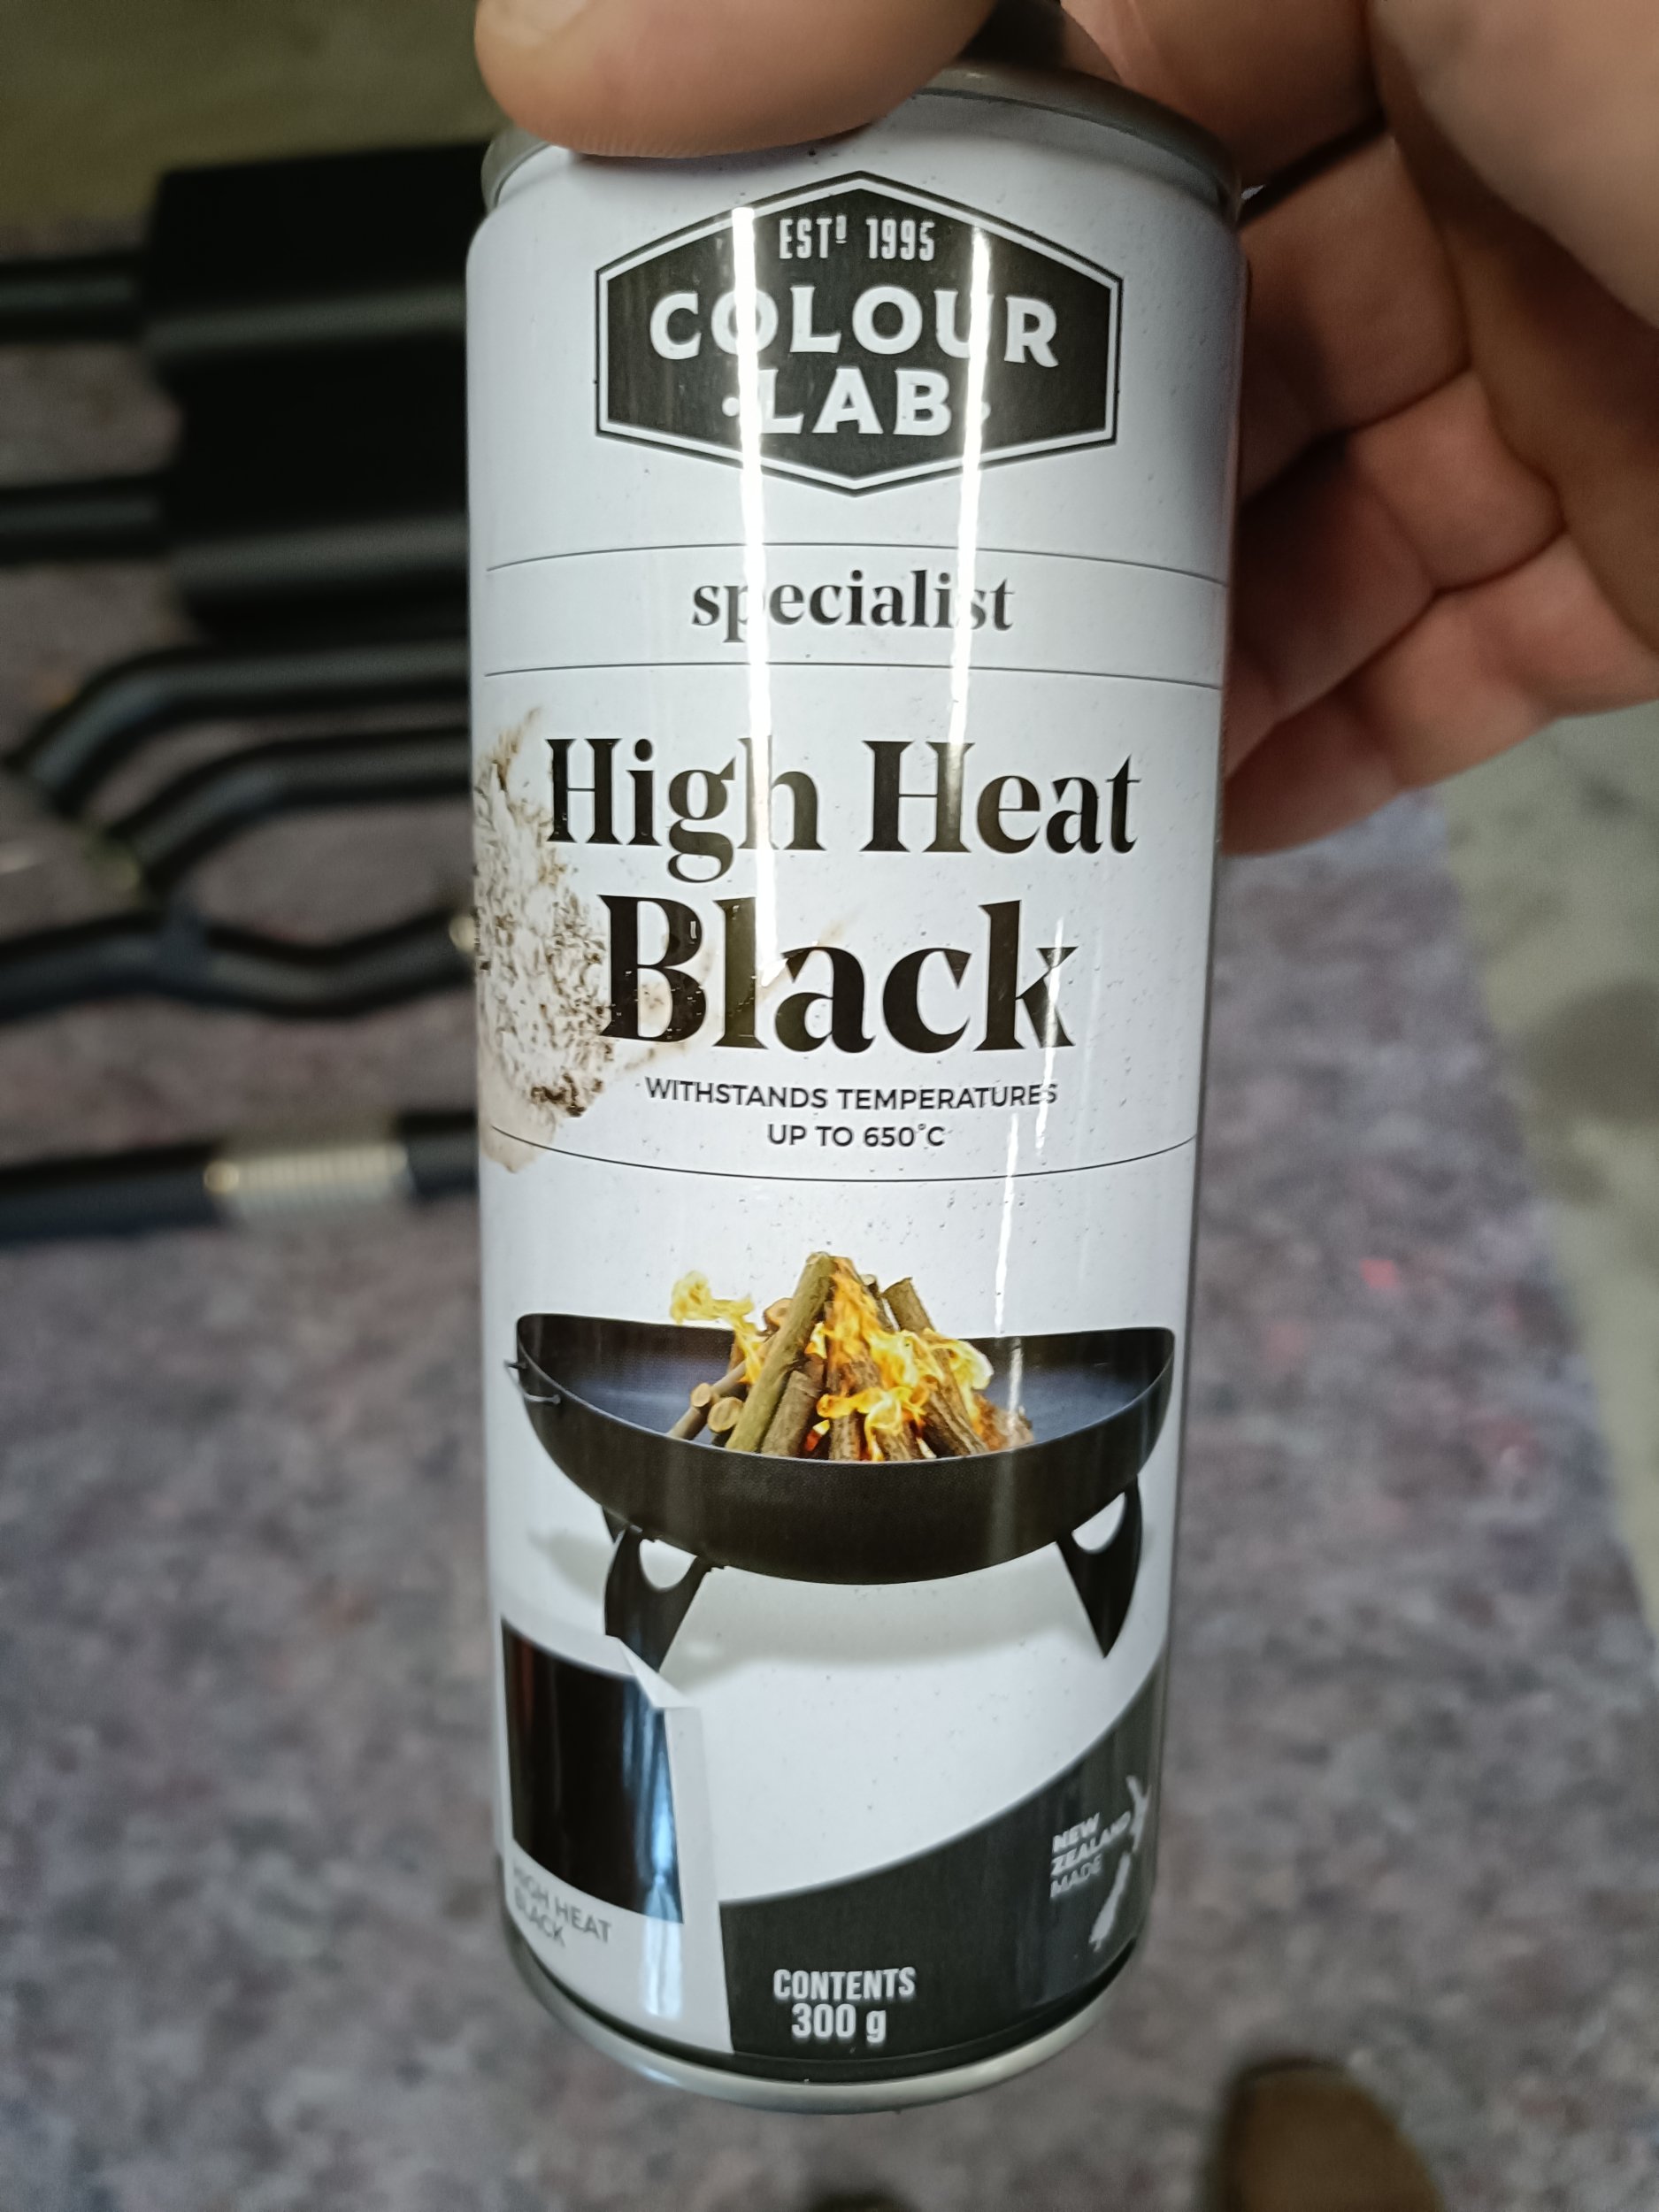 ESTD 1995
COLOUR
·LAB·
specialist
High Heat
Black
WITHSTANDS TEMPERATURES
UP TO 650°C
NEW
ZEALAND
MADE
HIGH HEAT
BLACK
CONTENTS
300 g